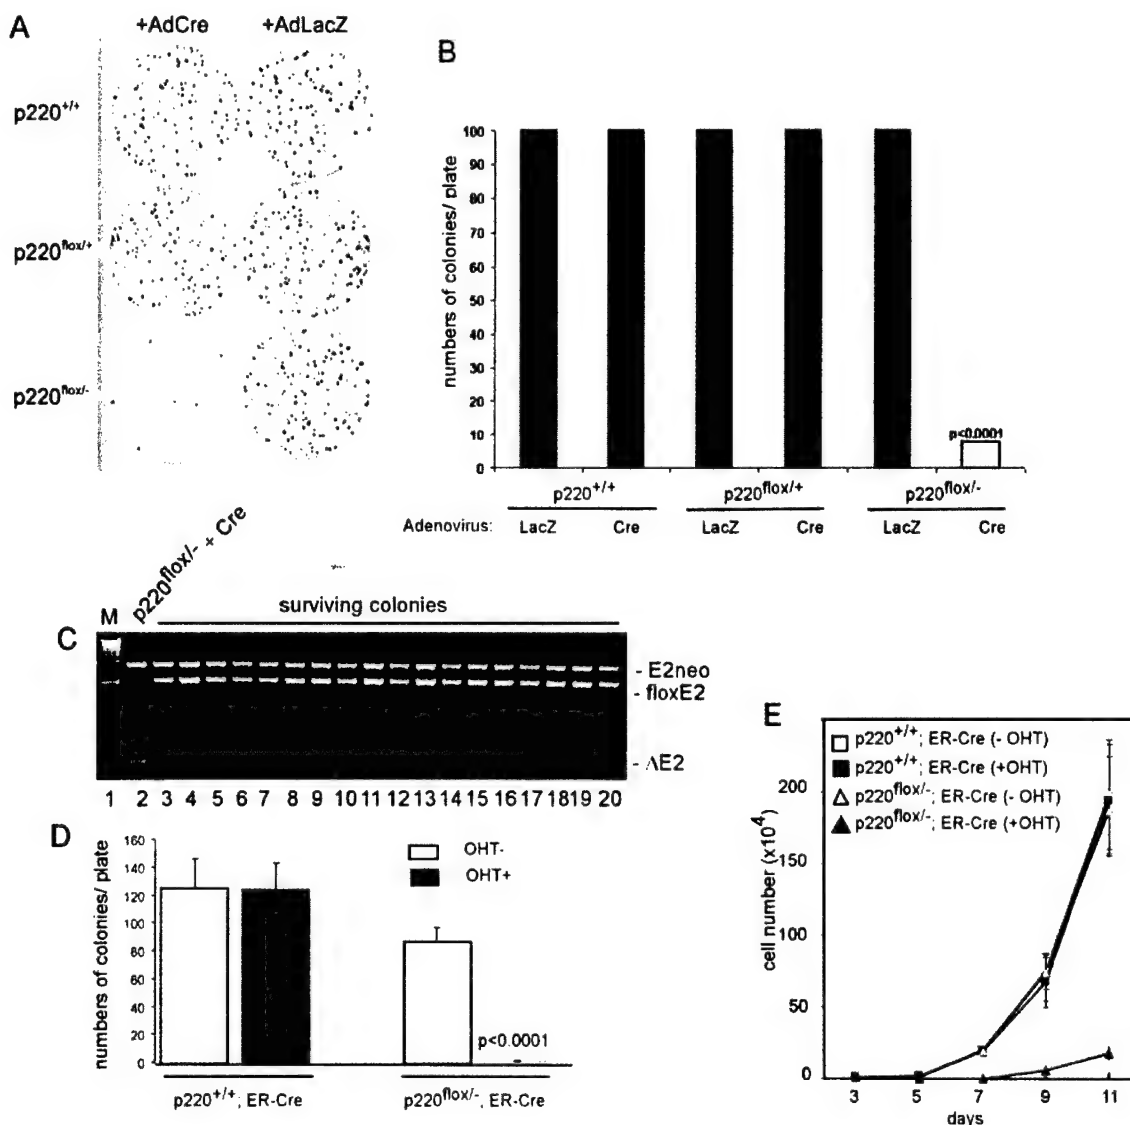 A
+AdCre +AdLacZ
p220+/+
p220flox/+
p220flox/-
B
numbers of colonies/ plate
100
90
80
70
60
50
40
30
20
10
0
p<0.0001
p220+/+ p220flox/+ p220flox/-
Adenovirus: LacZ Cre LacZ Cre LacZ Cre
C
M p220flox/- + Cre surviving colonies
- E2neo
- floxE2
- ΛE2
1 2 3 4 5 6 7 8 9 10 11 12 13 14 15 16 17 18 19 20
D
numbers of colonies/ plate
160
140
120
100
80
60
40
20
0
OHT-
OHT+
p<0.0001
p220+/+; ER-Cre p220flox/-, ER-Cre
E
p220+/+; ER-Cre (- OHT)
p220+/+; ER-Cre (+OHT)
p220flox/-; ER-Cre (- OHT)
p220flox/-; ER-Cre (+OHT)
cell number (x10^4)
200
150
100
50
0
3 5 7 9 11
days